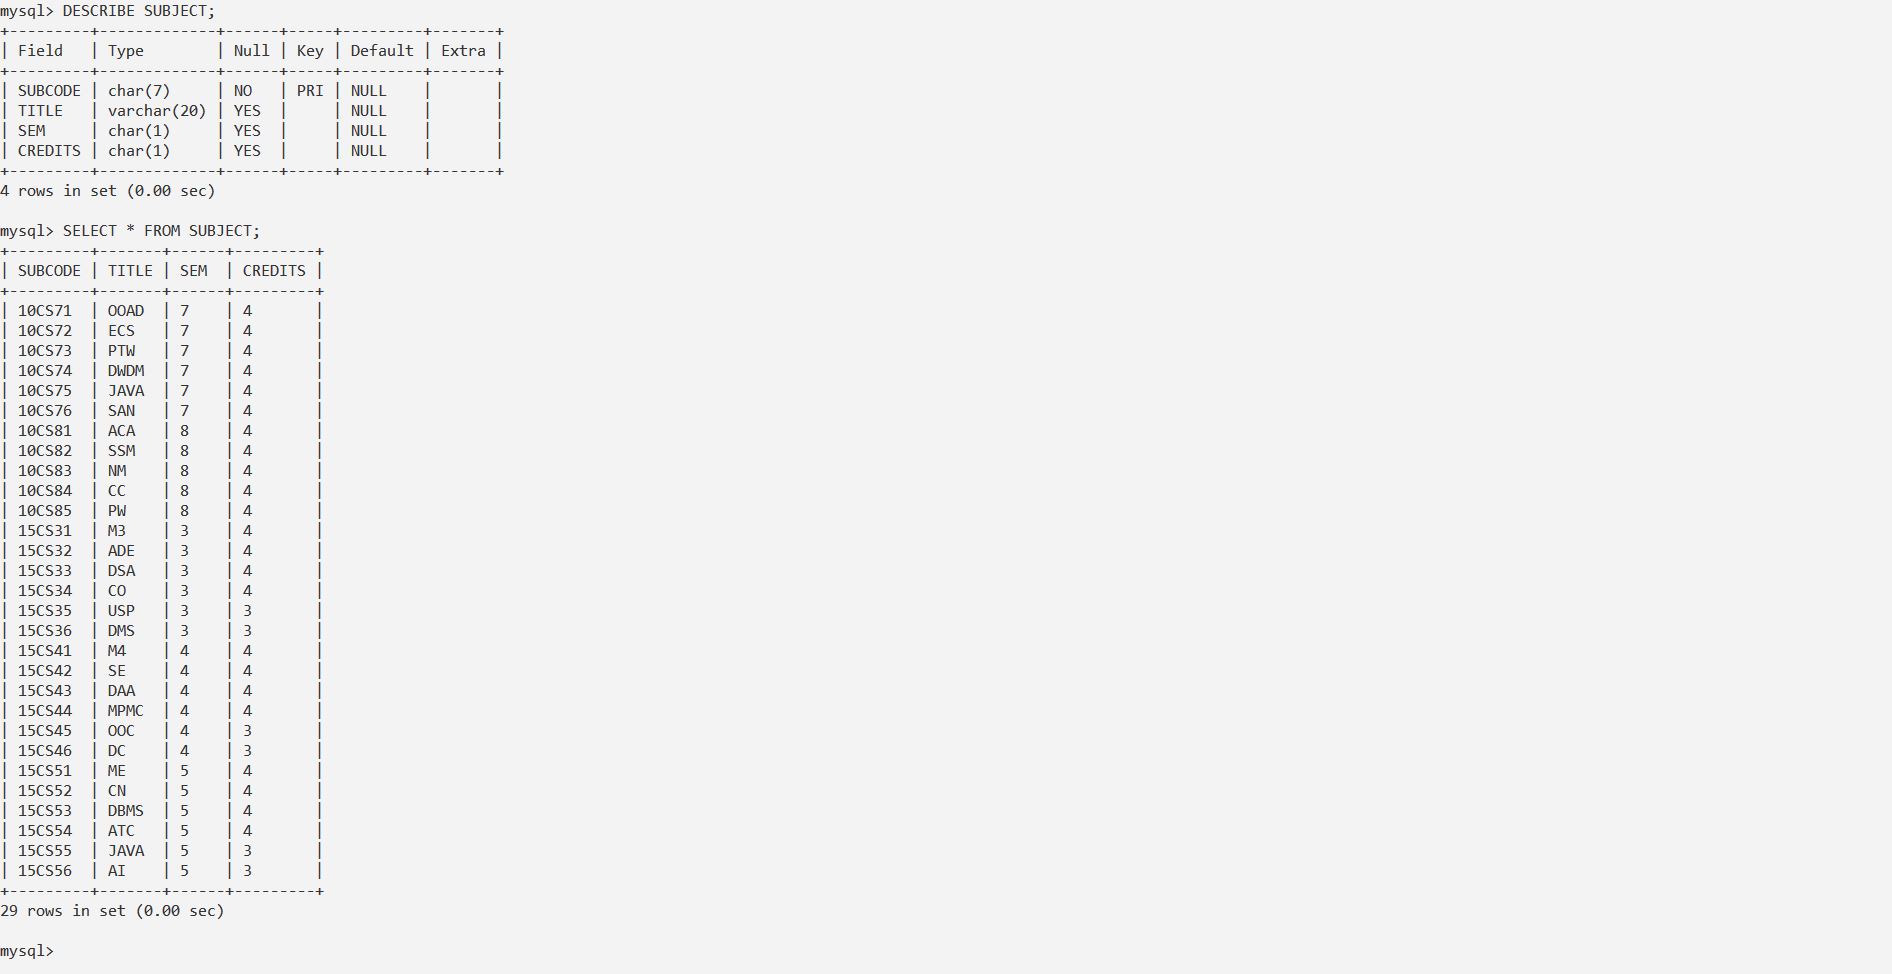 mysql> DESCRIBE SUBJECT;
+---------+-------------+------+-----+---------+-------+
| Field   | Type        | Null | Key | Default | Extra |
+---------+-------------+------+-----+---------+-------+
| SUBCODE | char(7)     | NO   | PRI | NULL    |       |
| TITLE   | varchar(20) | YES  |     | NULL    |       |
| SEM     | char(1)     | YES  |     | NULL    |       |
| CREDITS | char(1)     | YES  |     | NULL    |       |
+---------+-------------+------+-----+---------+-------+
4 rows in set (0.00 sec)

mysql> SELECT * FROM SUBJECT;
+---------+-------+------+---------+
| SUBCODE | TITLE | SEM  | CREDITS |
+---------+-------+------+---------+
| 10CS71  | OOAD  | 7    | 4       |
| 10CS72  | ECS   | 7    | 4       |
| 10CS73  | PTW   | 7    | 4       |
| 10CS74  | DWDM  | 7    | 4       |
| 10CS75  | JAVA  | 7    | 4       |
| 10CS76  | SAN   | 7    | 4       |
| 10CS81  | ACA   | 8    | 4       |
| 10CS82  | SSM   | 8    | 4       |
| 10CS83  | NM    | 8    | 4       |
| 10CS84  | CC    | 8    | 4       |
| 10CS85  | PW    | 8    | 4       |
| 15CS31  | M3    | 3    | 4       |
| 15CS32  | ADE   | 3    | 4       |
| 15CS33  | DSA   | 3    | 4       |
| 15CS34  | CO    | 3    | 4       |
| 15CS35  | USP   | 3    | 3       |
| 15CS36  | DMS   | 3    | 3       |
| 15CS41  | M4    | 4    | 4       |
| 15CS42  | SE    | 4    | 4       |
| 15CS43  | DAA   | 4    | 4       |
| 15CS44  | MPMC  | 4    | 4       |
| 15CS45  | OOC   | 4    | 3       |
| 15CS46  | DC    | 4    | 3       |
| 15CS51  | ME    | 5    | 4       |
| 15CS52  | CN    | 5    | 4       |
| 15CS53  | DBMS  | 5    | 4       |
| 15CS54  | ATC   | 5    | 4       |
| 15CS55  | JAVA  | 5    | 3       |
| 15CS56  | AI    | 5    | 3       |
+---------+-------+------+---------+
29 rows in set (0.00 sec)

mysql>